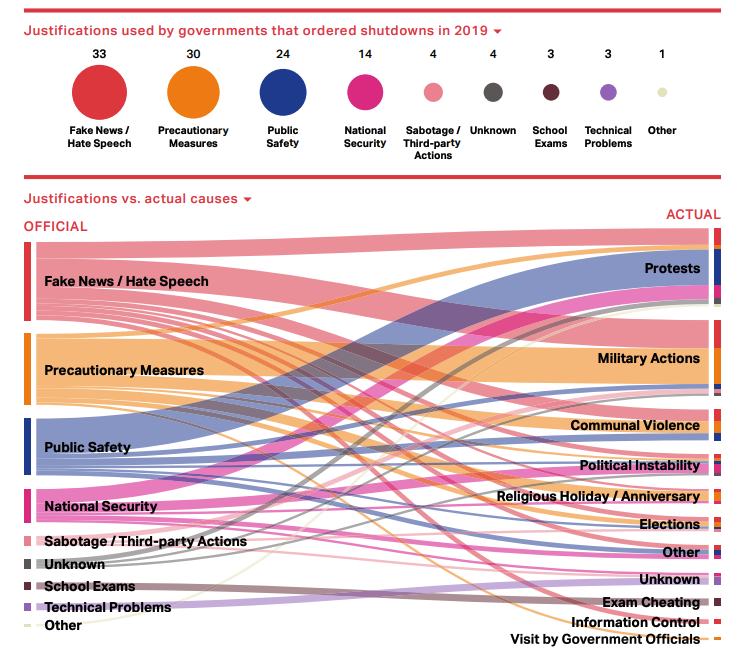 Justifications used by governments that ordered shutdowns in 2019
33 30 24 14 4 4 3 3 1
Fake News / Hate Speech
Precautionary Measures
Public Safety
National Security
Sabotage / Third-party Actions
Unknown
School Exams
Technical Problems
Other
Justifications vs. actual causes
OFFICIAL
ACTUAL
Fake News / Hate Speech
Precautionary Measures
Public Safety
National Security
Sabotage / Third-party Actions
Unknown
School Exams
Technical Problems
Other
Protests
Military Actions
Communal Violence
Political Instability
Religious Holiday / Anniversary
Elections
Other
Unknown
Exam Cheating
Information Control
Visit by Government Officials